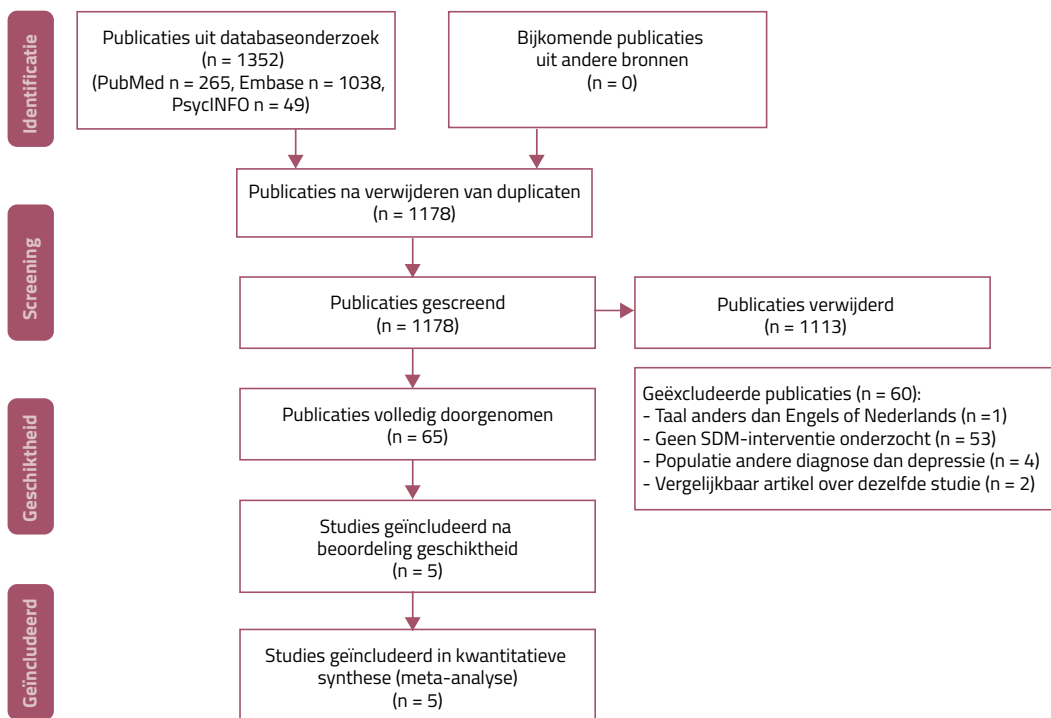 Identificatie
Publicaties uit databaseonderzoek
(n = 1352)
(PubMed n = 265, Embase n = 1038,
PsycINFO n = 49)
Bijkomende publicaties
uit andere bronnen
(n = 0)
Publicaties na verwijderen van duplicaten
(n = 1178)
Screening
Publicaties gescreend
(n = 1178)
Publicaties verwijderd
(n = 1113)
Geschiktheid
Publicaties volledig doorgenomen
(n = 65)
Geëxcludeerde publicaties (n = 60):
- Taal anders dan Engels of Nederlands (n =1)
- Geen SDM-interventie onderzocht (n = 53)
- Populatie andere diagnose dan depressie (n = 4)
- Vergelijkbaar artikel over dezelfde studie (n = 2)
Studies geïncludeerd na
beoordeling geschiktheid
(n = 5)
Geïncludeerd
Studies geïncludeerd in kwantitatieve
synthese (meta-analyse)
(n = 5)